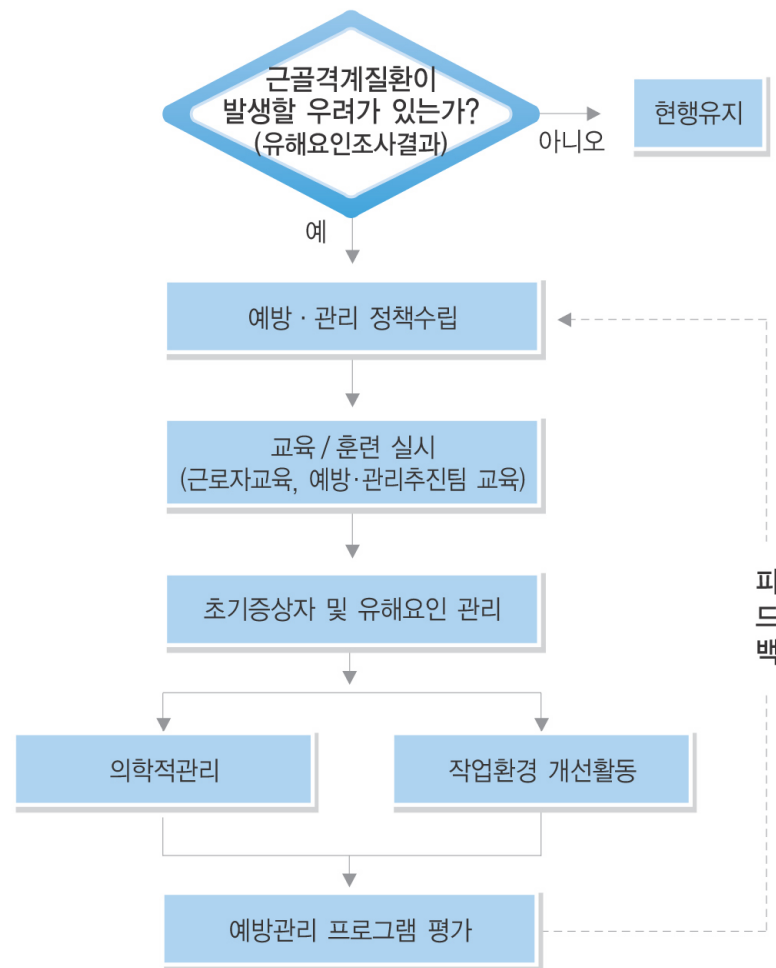 근골격계질환이
발생할 우려가 있는가?
(유해요인조사결과)
아니오
현행유지
예
예방 · 관리 정책수립
교육 / 훈련 실시
(근로자교육, 예방·관리추진팀 교육)
초기증상자 및 유해요인 관리
의학적관리
작업환경 개선활동
피
드
백
예방관리 프로그램 평가